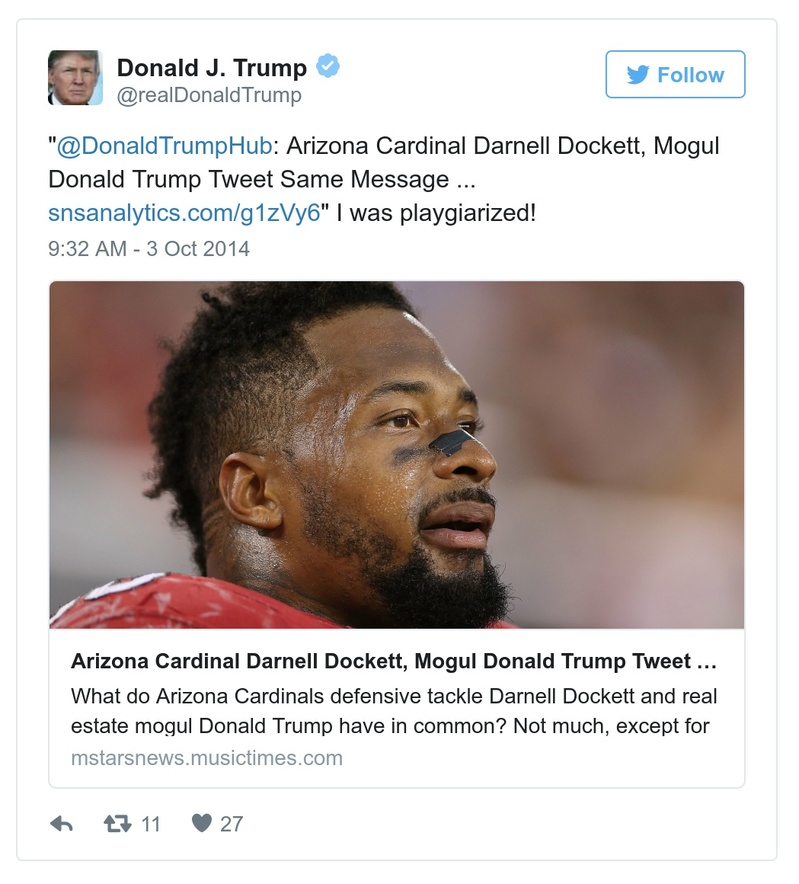 Donald J. Trump
@realDonaldTrump
Follow
"@DonaldTrumpHub: Arizona Cardinal Darnell Dockett, Mogul
Donald Trump Tweet Same Message ...
snsanalytics.com/g1zVy6" I was playgiarized!
9:32 AM - 3 Oct 2014
Arizona Cardinal Darnell Dockett, Mogul Donald Trump Tweet ...
What do Arizona Cardinals defensive tackle Darnell Dockett and real
estate mogul Donald Trump have in common? Not much, except for
mstarsnews.musictimes.com
11
27